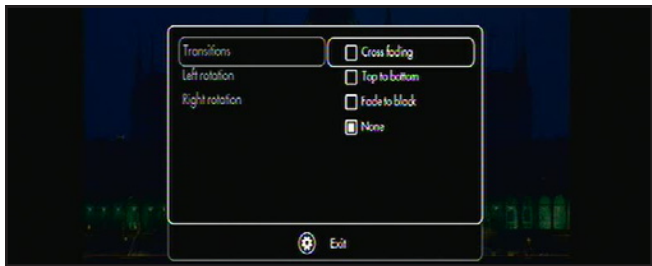 Transitions
Cross fading
Left rotation
Top to bottom
Right rotation
Fade to black
None
Exit